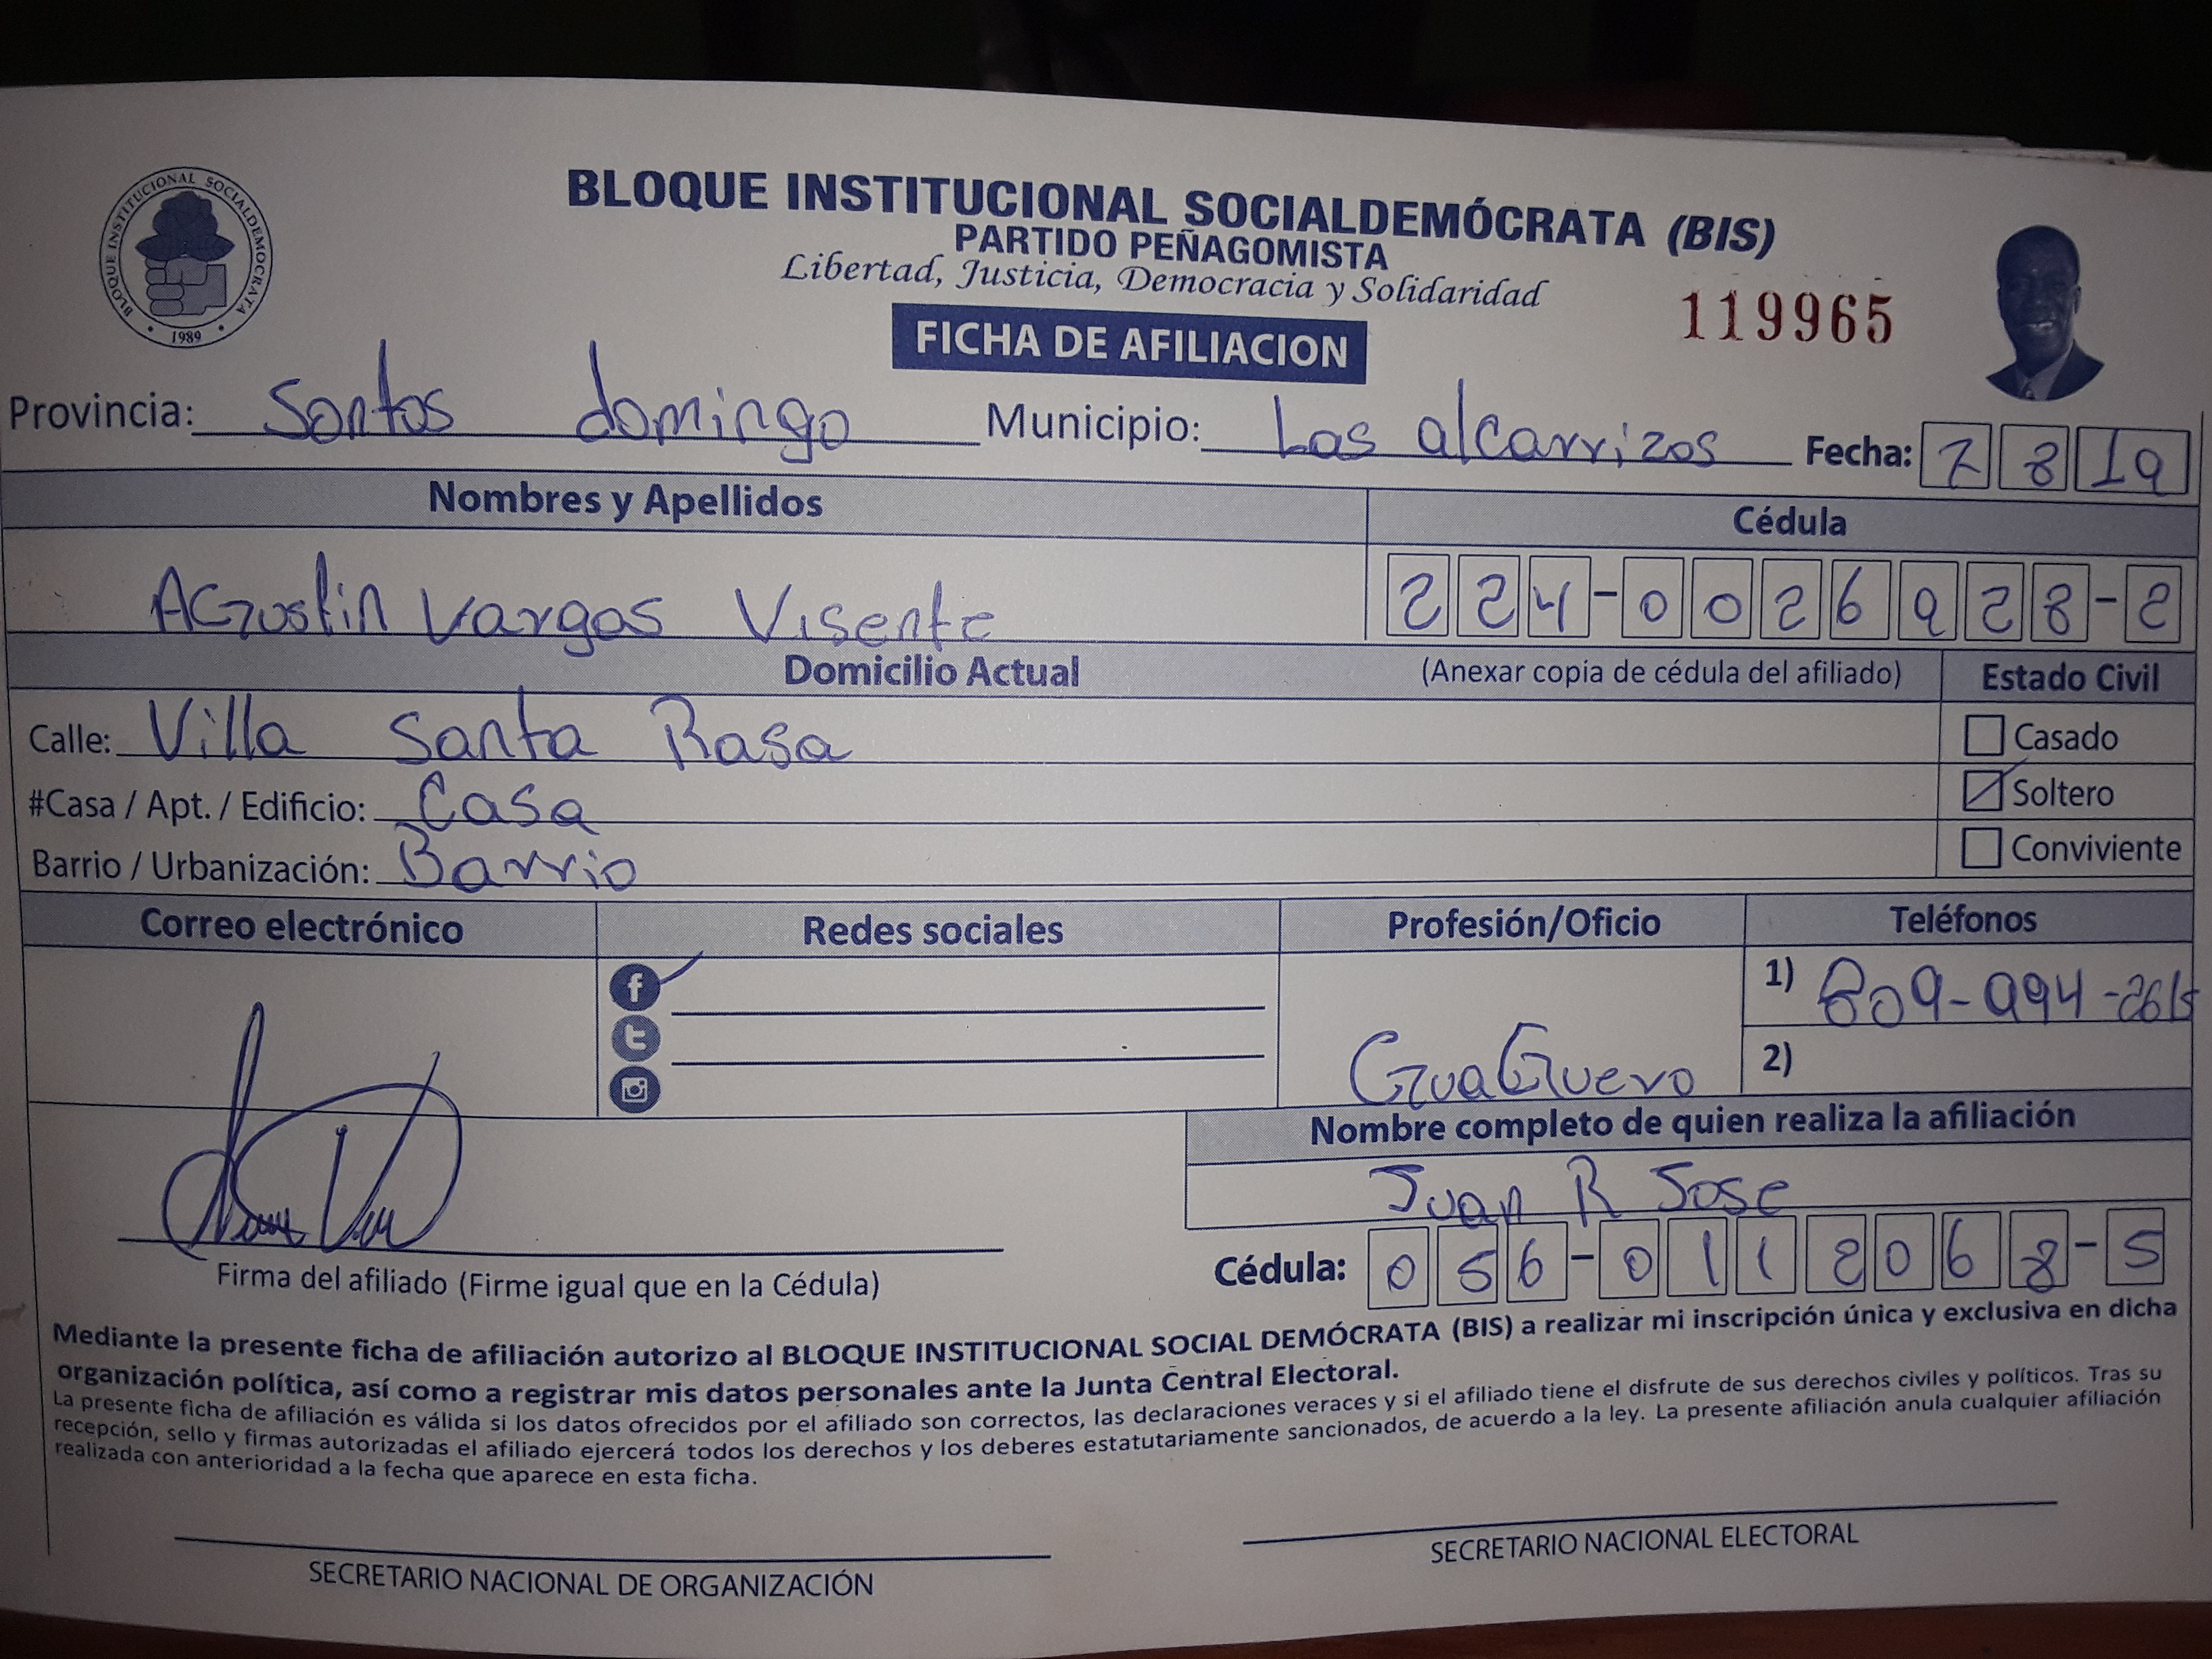 BLOQUE INSTITUCIONAL SOCIALDEMOCRATA
1989
BLOQUE INSTITUCIONAL SOCIALDEMÓCRATA (BIS)
PARTIDO PEÑAGOMISTA
Libertad, Justicia, Democracia y Solidaridad
119965
FICHA DE AFILIACION
Provincia: Santos domingo Municipio: Los alcarrizos Fecha: 7 8 19
Nombres y Apellidos Cédula
AGustin Vargas Visente 224-0026928-2
Domicilio Actual (Anexar copia de cédula del afiliado) Estado Civil
Calle: Villa Santa Rasa Casado
#Casa / Apt. / Edificio: Casa Soltero
Barrio / Urbanización: Barrio Conviviente
Correo electrónico Redes sociales Profesión/Oficio Teléfonos
1) 809-994-2615
GuaGuero 2)
Nombre completo de quien realiza la afiliación
Juan R Jose
Cédula: 056-0112068-5
Firma del afiliado (Firme igual que en la Cédula)
Mediante la presente ficha de afiliación autorizo al BLOQUE INSTITUCIONAL SOCIAL DEMÓCRATA (BIS) a realizar mi inscripción única y exclusiva en dicha
organización política, así como a registrar mis datos personales ante la Junta Central Electoral.
La presente ficha de afiliación es válida si los datos ofrecidos por el afiliado son correctos, las declaraciones veraces y si el afiliado tiene el disfrute de sus derechos civiles y políticos. Tras su
recepción, sello y firmas autorizadas el afiliado ejercerá todos los derechos y los deberes estatutariamente sancionados, de acuerdo a la ley. La presente afiliación anula cualquier afiliación
realizada con anterioridad a la fecha que aparece en esta ficha.
SECRETARIO NACIONAL DE ORGANIZACIÓN
SECRETARIO NACIONAL ELECTORAL